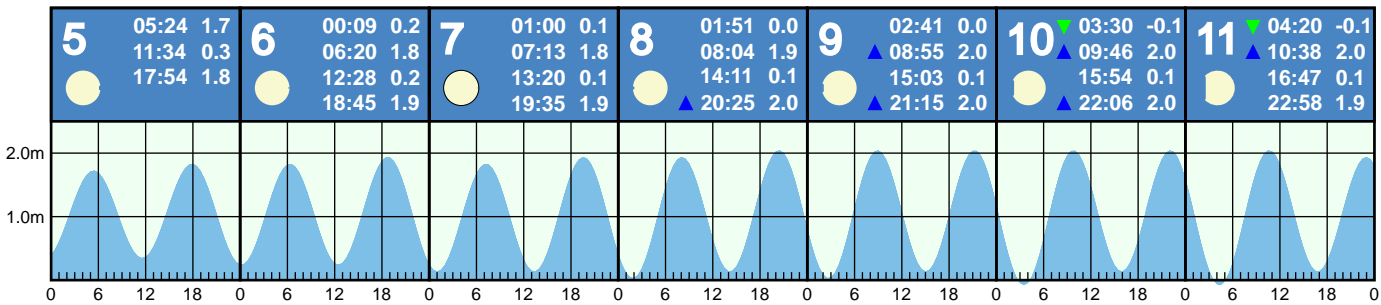 5 05:24 1.7
11:34 0.3
17:54 1.8
6 00:09 0.2
06:20 1.8
12:28 0.2
18:45 1.9
7 01:00 0.1
07:13 1.8
13:20 0.1
19:35 1.9
8 01:51 0.0
08:04 1.9
14:11 0.1
▲ 20:25 2.0
9 02:41 0.0
▲ 08:55 2.0
15:03 0.1
▲ 21:15 2.0
10 ▼ 03:30 -0.1
▲ 09:46 2.0
15:54 0.1
▲ 22:06 2.0
11 ▼ 04:20 -0.1
▲ 10:38 2.0
16:47 0.1
22:58 1.9
2.0m
1.0m
0 6 12 18 0 6 12 18 0 6 12 18 0 6 12 18 0 6 12 18 0 6 12 18 0 6 12 18 0